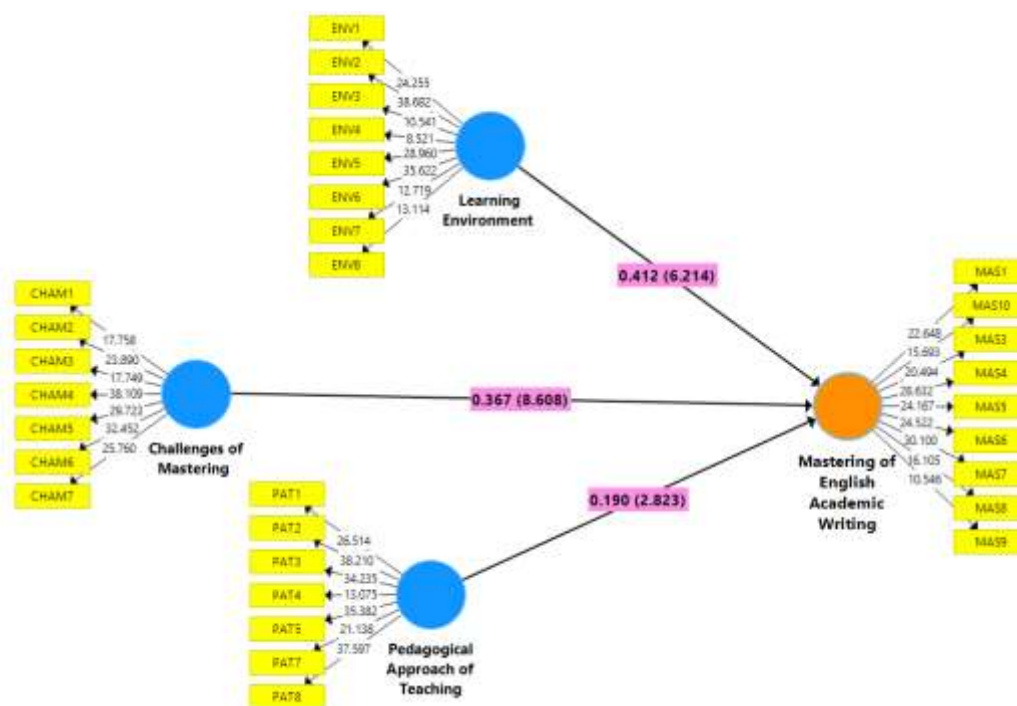 ENV1
ENV2
ENV3
ENV4
ENV5
ENV6
ENV7
ENV8
24.255
38.682
10.541
8.521
28.960
35.622
12.719
13.114
Learning
Environment
0.412 (6.214)
CHAM1
CHAM2
CHAM3
CHAM4
CHAM5
CHAM6
CHAM7
17.758
23.890
17.749
38.109
29.723
32.452
25.760
Challenges of
Mastering
0.367 (8.608)
MAS1
MAS10
MAS3
MAS4
MAS5
MAS6
MAS7
MAS8
MAS9
22.648
15.693
20.494
24.167
24.522
30.100
16.105
10.546
Mastering of
English
Academic
Writing
0.190 (2.823)
PAT1
PAT2
PAT3
PAT4
PAT5
PAT7
PAT8
26.514
38.210
34.235
13.075
35.382
21.138
37.597
Pedagogical
Approach of
Teaching